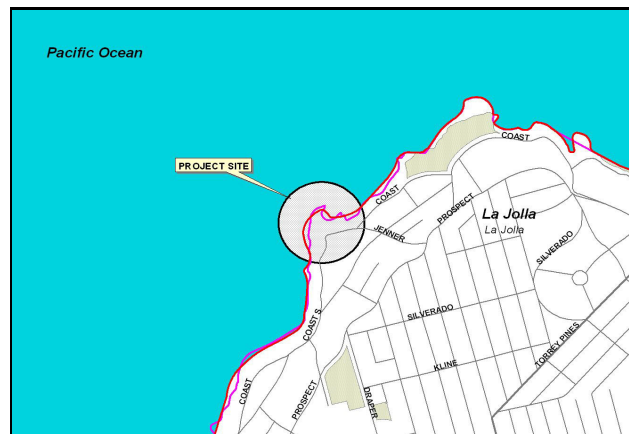 Pacific Ocean
COAST
PROJECT SITE
COAST
PROSPECT
La Jolla
La Jolla
JENNER
SILVERADO
SILVERADO
COAST S
TORREY PINES
KLINE
COAST
PROSPECT
DRAPER